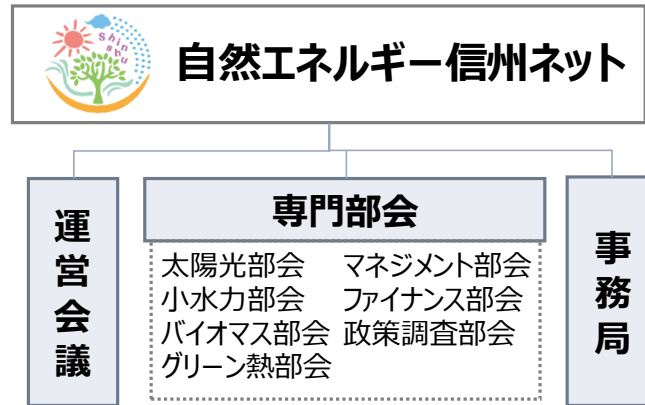 shinshu
自然エネルギー信州ネット
運営会議
専門部会
太陽光部会 マネジメント部会
小水力部会 ファイナンス部会
バイオマス部会 政策調査部会
グリーン熱部会
事務局